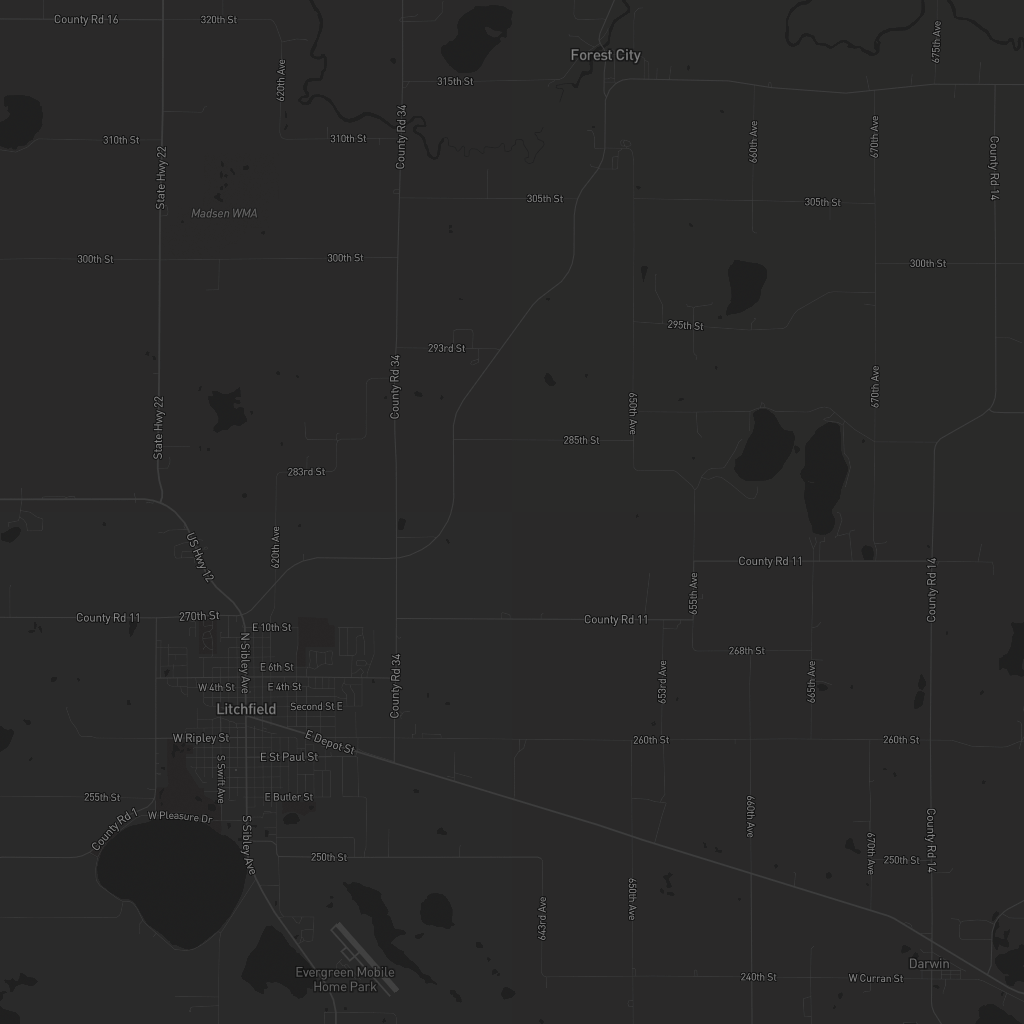 County Rd 16
320th St
675th Ave
Forest City
620th Ave
315th St
310th St
310th St
County Rd 34
660th Ave
670th Ave
County Rd 14
State Hwy 22
305th St
305th St
Madsen WMA
300th St
300th St
300th St
295th St
293rd St
County Rd 34
650th Ave
670th Ave
State Hwy 22
285th St
283rd St
US Hwy 12
620th Ave
County Rd 11
655th Ave
County Rd 14
County Rd 11
270th St
County Rd 11
E 10th St
N Sibley Ave
E 6th St
268th St
W 4th St
E 4th St
County Rd 34
653rd Ave
665th Ave
Second St E
Litchfield
W Ripley St
E Depot St
260th St
260th St
E St Paul St
S Swift Ave
255th St
E Butler St
County Rd 1
W Pleasure Dr
660th Ave
S Sibley Ave
250th St
670th Ave
250th St
County Rd 14
650th Ave
643rd Ave
Evergreen Mobile
Home Park
240th St
W Curran St
Darwin